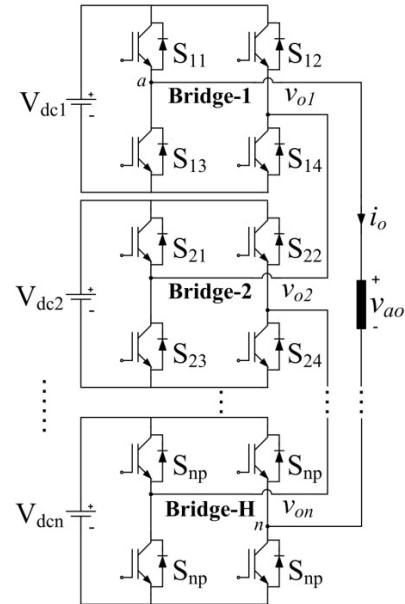 S11
S12
a
Bridge-1
vo1
Vdc1
+
-
S13
S14
io
S21
S22
Bridge-2
vo2
Vdc2
+
-
+
vao
-
S23
S24
Snp
Snp
Bridge-H
von
Vdcn
+
-
n
Snp
Snp